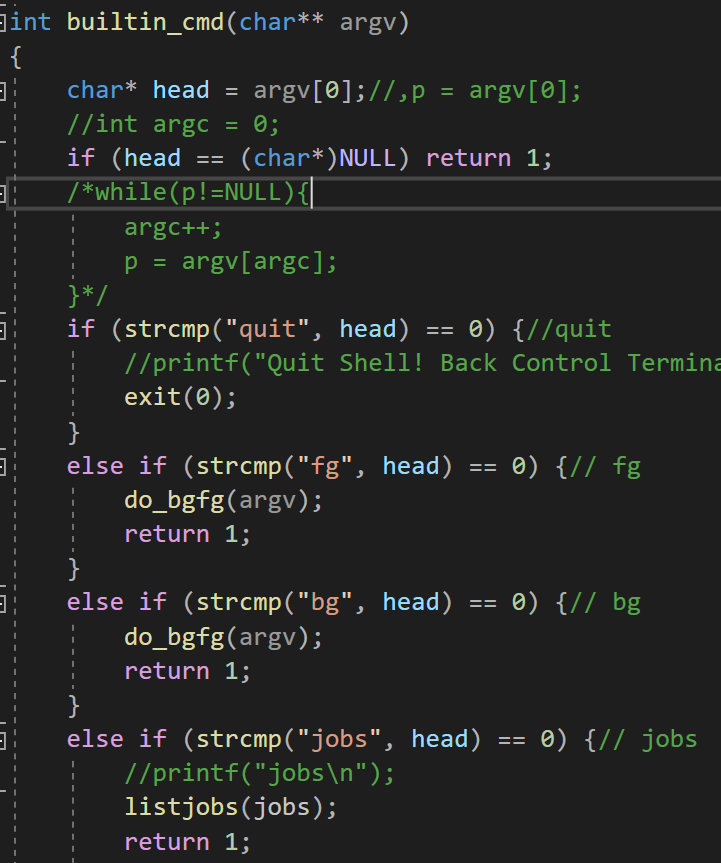 int builtin_cmd(char** argv)
{
    char* head = argv[0];//,p = argv[0];
    //int argc = 0;
    if (head == (char*)NULL) return 1;
    /*while(p!=NULL){
        argc++;
        p = argv[argc];
    }*/
    if (strcmp("quit", head) == 0) {//quit
        //printf("Quit Shell! Back Control Termina
        exit(0);
    }
    else if (strcmp("fg", head) == 0) {// fg
        do_bgfg(argv);
        return 1;
    }
    else if (strcmp("bg", head) == 0) {// bg
        do_bgfg(argv);
        return 1;
    }
    else if (strcmp("jobs", head) == 0) {// jobs
        //printf("jobs\n");
        listjobs(jobs);
        return 1;